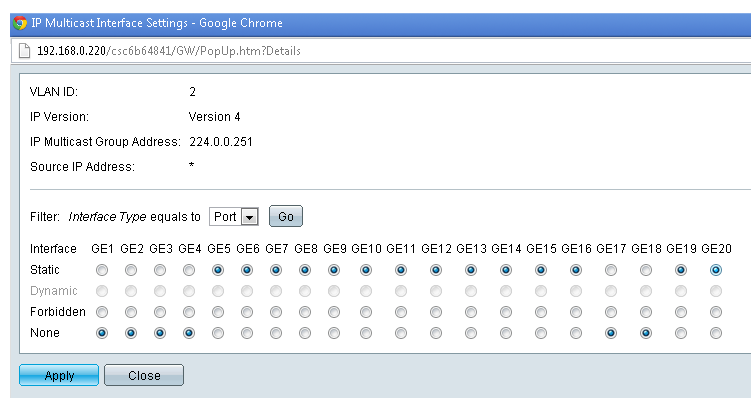 IP Multicast Interface Settings - Google Chrome
192.168.0.220/csc6b64841/GW/PopUp.htm?Details
VLAN ID: 2
IP Version: Version 4
IP Multicast Group Address: 224.0.0.251
Source IP Address: *
Filter: Interface Type equals to Port Go
Interface GE1 GE2 GE3 GE4 GE5 GE6 GE7 GE8 GE9 GE10 GE11 GE12 GE13 GE14 GE15 GE16 GE17 GE18 GE19 GE20
Static
Dynamic
Forbidden
None
Apply Close